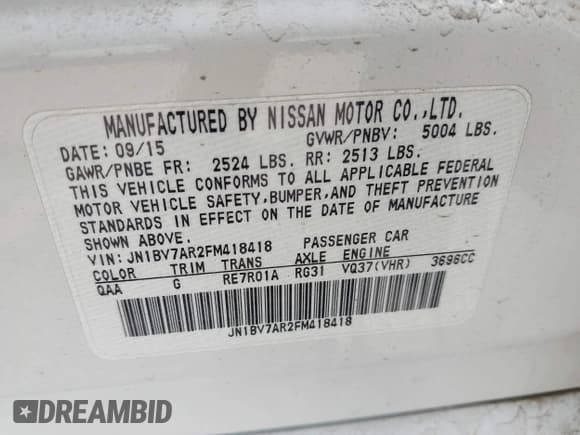 MANUFACTURED BY NISSAN MOTOR CO.,LTD.
DATE: 09/15 GVWR/PNBV: 5004 LBS.
GAWR/PNBE FR: 2524 LBS. RR: 2513 LBS.
THIS VEHICLE CONFORMS TO ALL APPLICABLE FEDERAL
MOTOR VEHICLE SAFETY,BUMPER,AND THEFT PREVENTION
STANDARDS IN EFFECT ON THE DATE OF MANUFACTURE
SHOWN ABOVE.
VIN: JN1BV7AR2FM418418 PASSENGER CAR
COLOR TRIM TRANS AXLE ENGINE
QAA G RE7R01A RG31 VQ37(VHR) 3696CC
JN1BV7AR2FM418418
DREAMBID